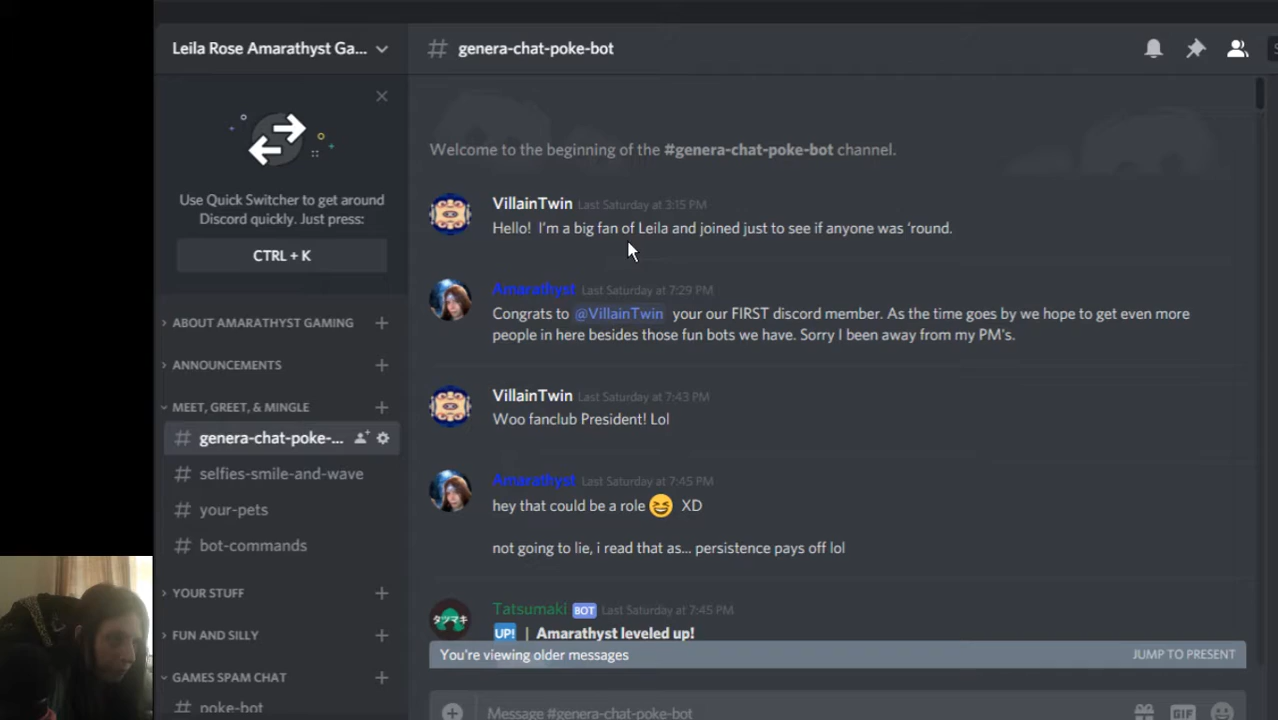 Leila Rose Amarathyst Ga...
# genera-chat-poke-bot
Use Quick Switcher to get around
Discord quickly. Just press:
CTRL + K
ABOUT AMARATHYST GAMING
ANNOUNCEMENTS
MEET, GREET, & MINGLE
# genera-chat-poke-...
# selfies-smile-and-wave
# your-pets
# bot-commands
YOUR STUFF
FUN AND SILLY
GAMES SPAM CHAT
# poke-bot
Welcome to the beginning of the #genera-chat-poke-bot channel.
VillainTwin Last Saturday at 3:15 PM
Hello! I'm a big fan of Leila and joined just to see if anyone was 'round.
Amarathyst Last Saturday at 7:29 PM
Congrats to @VillainTwin your our FIRST discord member. As the time goes by we hope to get even more
people in here besides those fun bots we have. Sorry I been away from my PM's.
VillainTwin Last Saturday at 7:43 PM
Woo fanclub President! Lol
Amarathyst Last Saturday at 7:45 PM
hey that could be a role 😆 XD
not going to lie, i read that as... persistence pays off lol
タツマキ
Tatsumaki BOT Last Saturday at 7:45 PM
UP! | Amarathyst leveled up!
You're viewing older messages JUMP TO PRESENT
Message #genera-chat-poke-bot
GIF